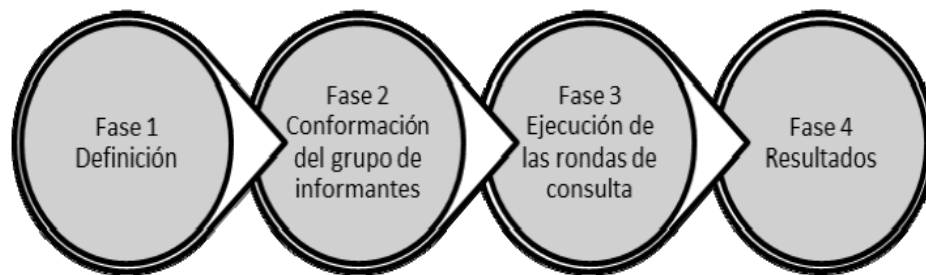 Fase 1
Definición
Fase 2
Conformación
del grupo de
informantes
Fase 3
Ejecución de
las rondas de
consulta
Fase 4
Resultados